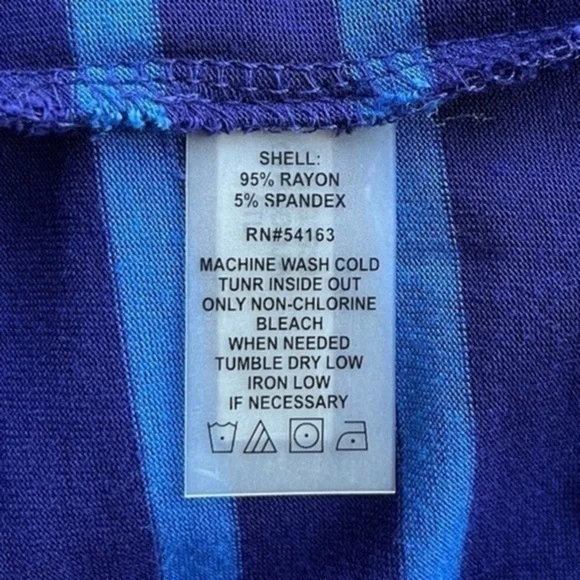 SHELL:
95% RAYON
5% SPANDEX
RN#54163
MACHINE WASH COLD
TUNR INSIDE OUT
ONLY NON-CHLORINE
BLEACH
WHEN NEEDED
TUMBLE DRY LOW
IRON LOW
IF NECESSARY